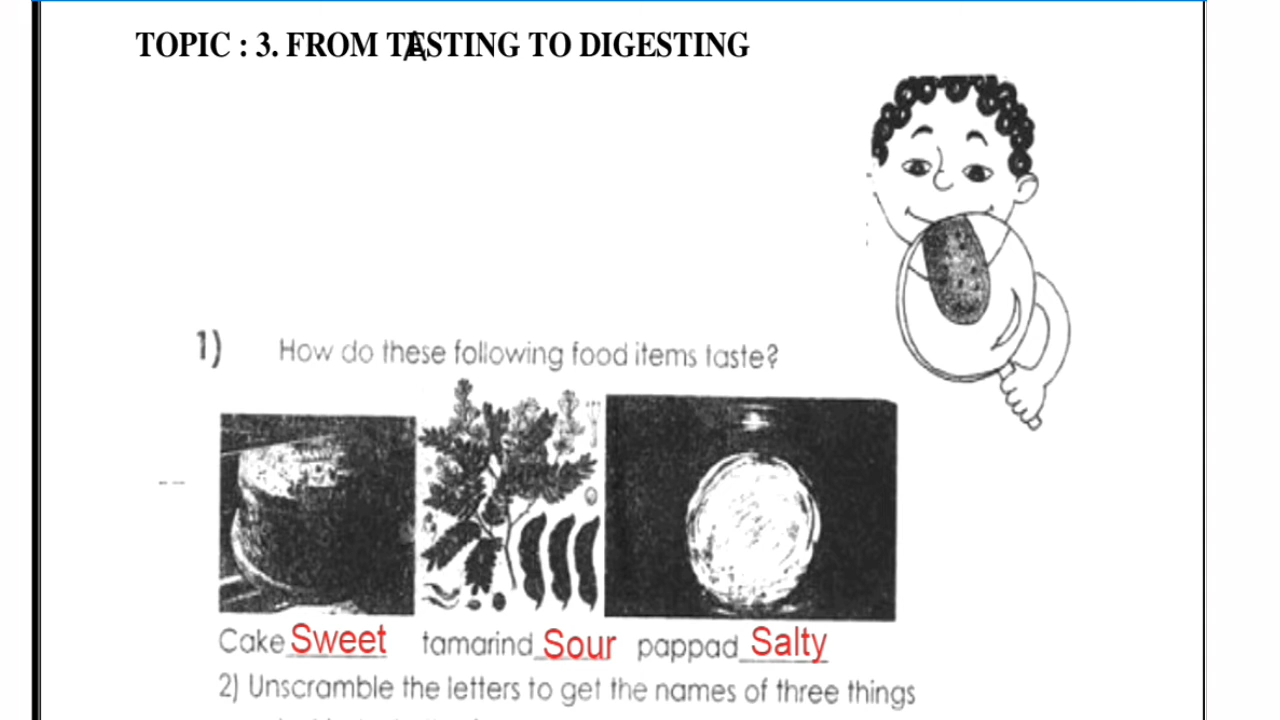 TOPIC : 3. FROM TASTING TO DIGESTING
1) How do these following food items taste?
Cake Sweet tamarind Sour pappad Salty
2) Unscramble the letters to get the names of three things